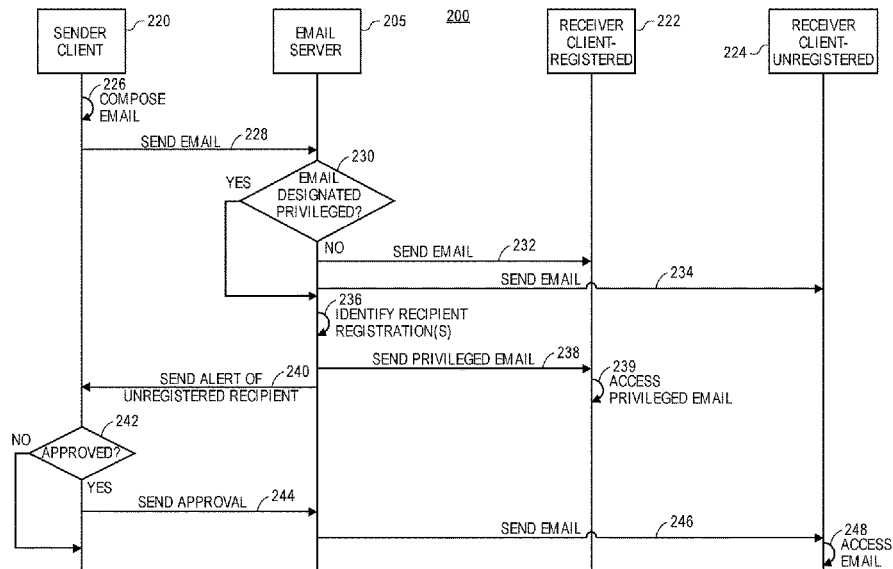 200
SENDER
CLIENT
220
EMAIL
SERVER
205
RECEIVER
CLIENT-
REGISTERED
222
RECEIVER
CLIENT-UNREGISTERED
224
226
COMPOSE
EMAIL
SEND EMAIL
228
230
EMAIL
DESIGNATED
PRIVILEGED?
YES
NO
SEND EMAIL
232
SEND EMAIL
234
236
IDENTIFY RECIPIENT
REGISTRATION(S)
SEND PRIVILEGED EMAIL
238
239
ACCESS
PRIVILEGED EMAIL
240
SEND ALERT OF
UNREGISTERED RECIPIENT
242
NO
APPROVED?
YES
SEND APPROVAL
244
SEND EMAIL
246
248
ACCESS
EMAIL